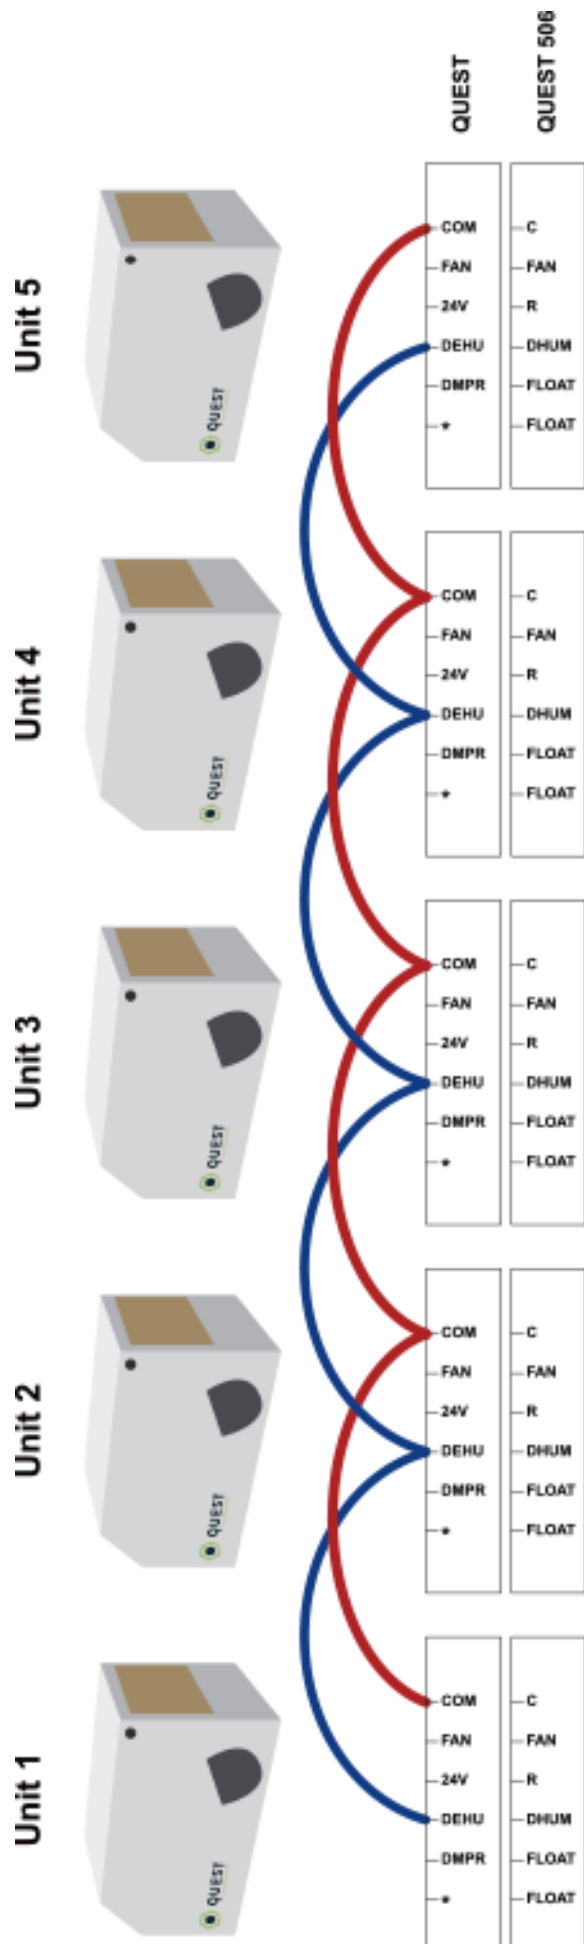 QUEST
QUEST 506
Unit 5
QUEST
COM
FAN
24V
DEHU
DMPR
*
C
FAN
R
DHUM
FLOAT
FLOAT
Unit 4
QUEST
COM
FAN
24V
DEHU
DMPR
*
C
FAN
R
DHUM
FLOAT
FLOAT
Unit 3
QUEST
COM
FAN
24V
DEHU
DMPR
*
C
FAN
R
DHUM
FLOAT
FLOAT
Unit 2
QUEST
COM
FAN
24V
DEHU
DMPR
*
C
FAN
R
DHUM
FLOAT
FLOAT
Unit 1
QUEST
COM
FAN
24V
DEHU
DMPR
*
C
FAN
R
DHUM
FLOAT
FLOAT